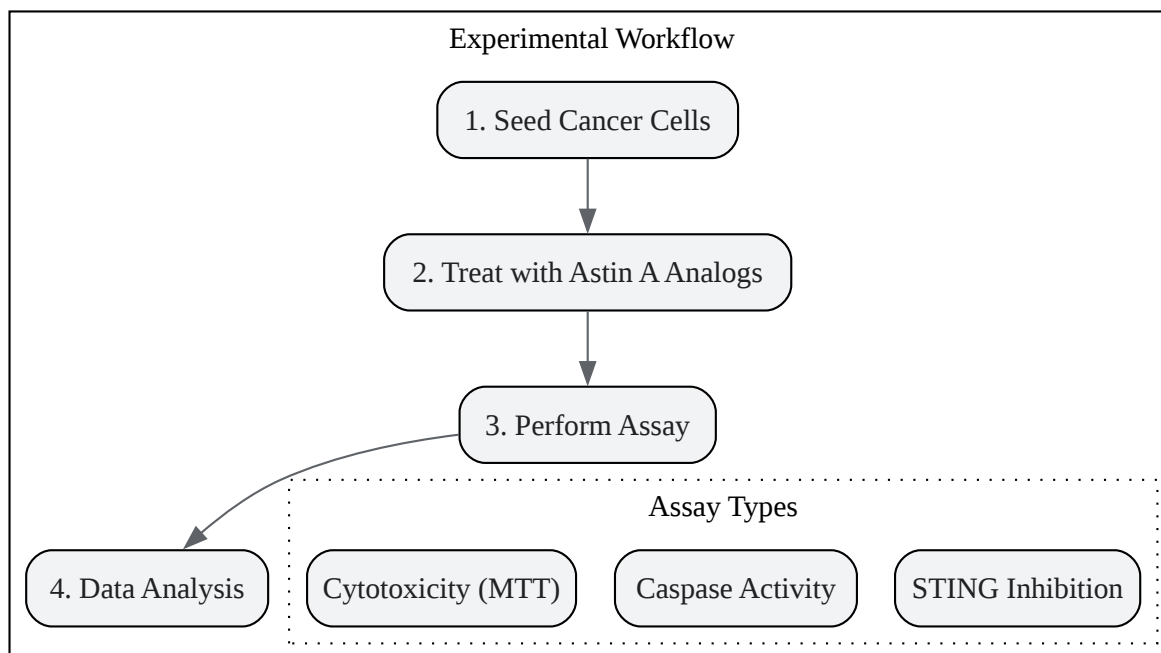 Experimental Workflow
1. Seed Cancer Cells
2. Treat with Astin A Analogs
3. Perform Assay
Assay Types
4. Data Analysis
Cytotoxicity (MTT)
Caspase Activity
STING Inhibition